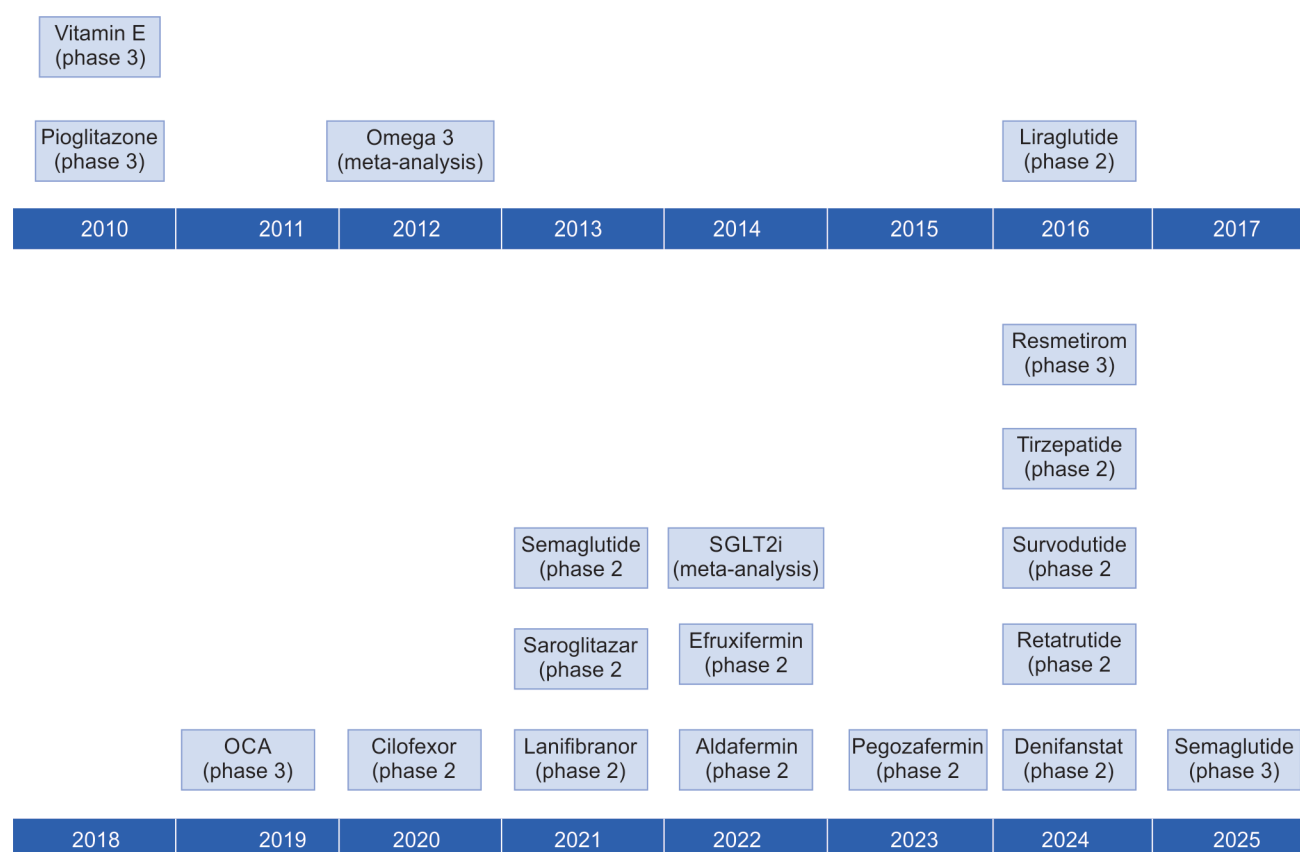 Vitamin E
(phase 3)
Pioglitazone
(phase 3)
Omega 3
(meta-analysis)
Liraglutide
(phase 2)
2010
2011
2012
2013
2014
2015
2016
2017
Resmetirom
(phase 3)
Tirzepatide
(phase 2)
Semaglutide
(phase 2
SGLT2i
(meta-analysis)
Survodutide
(phase 2
Saroglitazar
(phase 2
Efruxifermin
(phase 2
Retatrutide
(phase 2
OCA
(phase 3)
Cilofexor
(phase 2
Lanifibranor
(phase 2)
Aldafermin
(phase 2
Pegozafermin
(phase 2
Denifanstat
(phase 2)
Semaglutide
(phase 3)
2018
2019
2020
2021
2022
2023
2024
2025